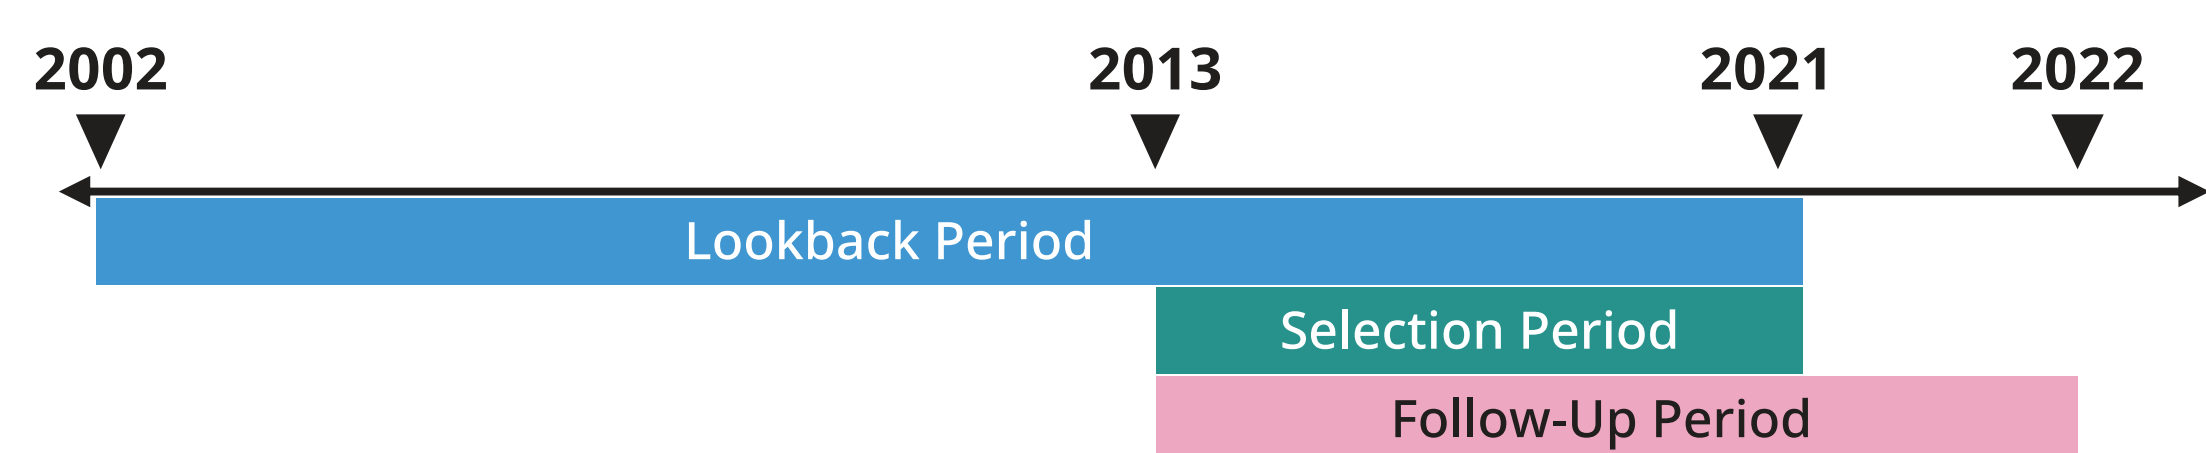 2002 2013 2021 2022
Lookback Period
Selection Period
Follow-Up Period